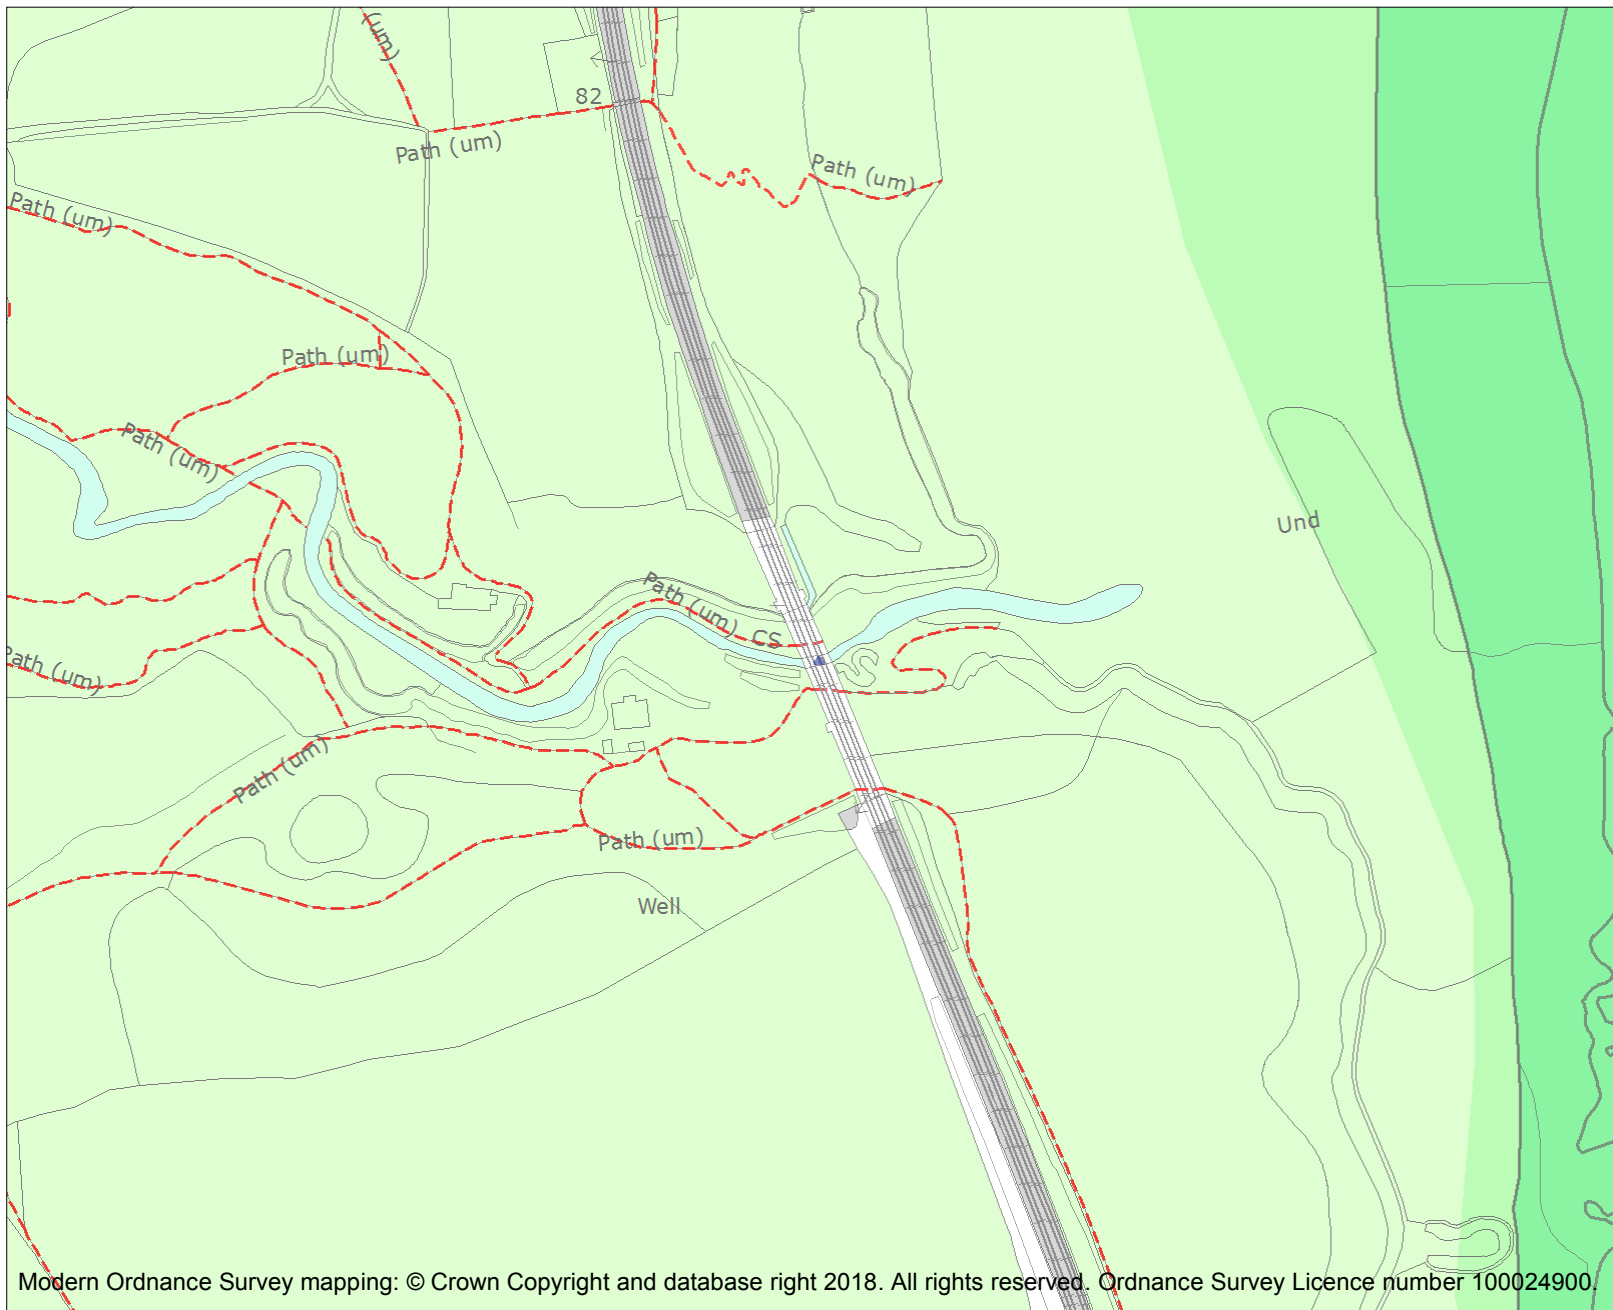 (um)
82
Path (um)
Path (um)
Path (um)
Path (um)
Path (um)
Und
Path (um)
CS
Path (um)
Path (um)
Path (um)
Well
Modern Ordnance Survey mapping: © Crown Copyright and database right 2018. All rights reserved. Ordnance Survey Licence number 100024900.